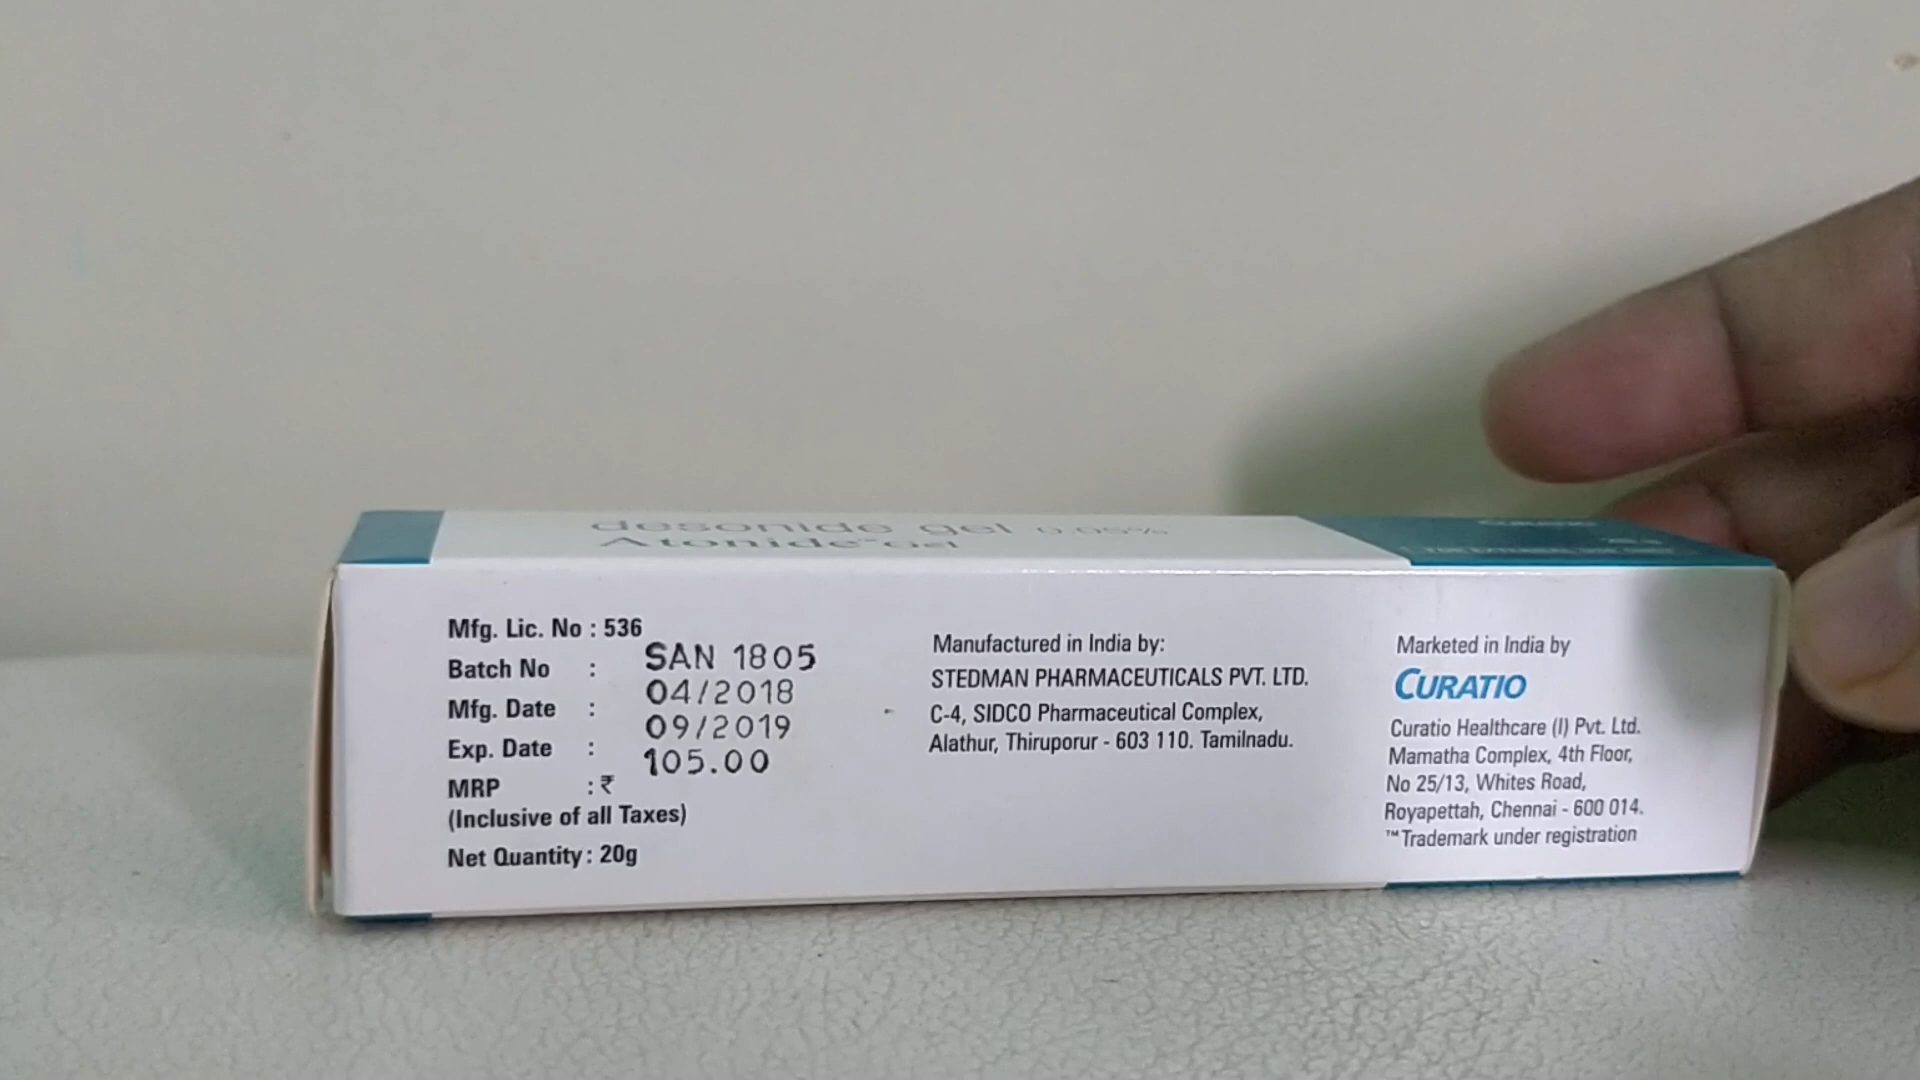 desonide gel 0.05%
Atonide™ Gel
Mfg. Lic. No : 536
Batch No : SAN 1805
Mfg. Date : 04/2018
Exp. Date : 09/2019
MRP : ₹ 105.00
(Inclusive of all Taxes)
Net Quantity : 20g
Manufactured in India by:
STEDMAN PHARMACEUTICALS PVT. LTD.
C-4, SIDCO Pharmaceutical Complex,
Alathur, Thiruporur - 603 110. Tamilnadu.
Marketed in India by
CURATIO
Curatio Healthcare (I) Pvt. Ltd.
Mamatha Complex, 4th Floor,
No 25/13, Whites Road,
Royapettah, Chennai - 600 014.
™Trademark under registration